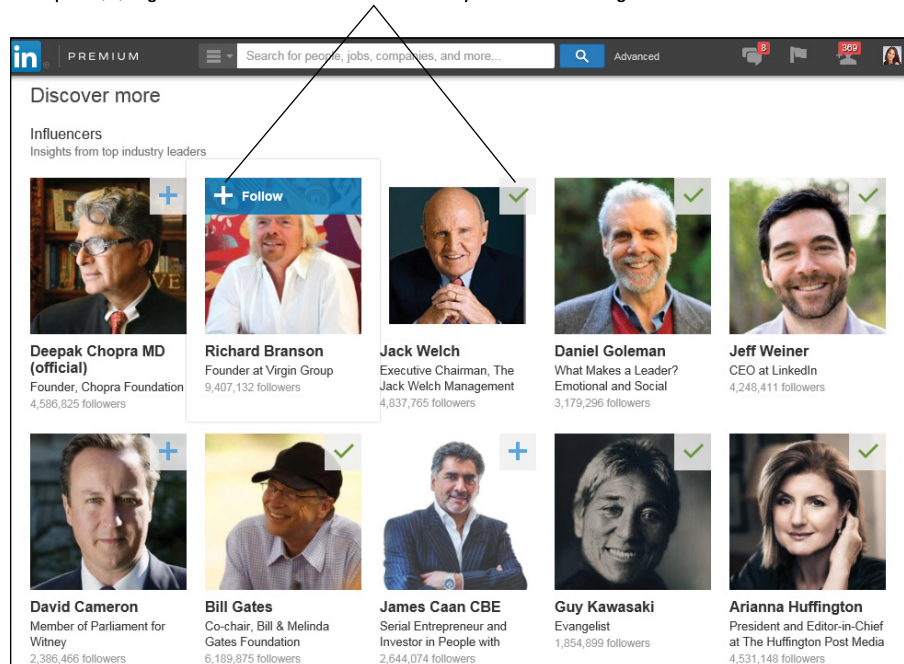 in
PREMIUM
Search for people, jobs, companies, and more...
Advanced
8
369
Discover more
Influencers
Insights from top industry leaders
Follow
Deepak Chopra MD
(official)
Founder, Chopra Foundation
4,586,825 followers
Richard Branson
Founder at Virgin Group
9,407,132 followers
Jack Welch
Executive Chairman, The
Jack Welch Management
4,837,765 followers
Daniel Goleman
What Makes a Leader?
Emotional and Social
3,179,296 followers
Jeff Weiner
CEO at LinkedIn
4,248,411 followers
David Cameron
Member of Parliament for
Witney
2,386,466 followers
Bill Gates
Co-chair, Bill & Melinda
Gates Foundation
6,189,875 followers
James Caan CBE
Serial Entrepreneur and
Investor in People with
2,644,074 followers
Guy Kawasaki
Evangelist
1,854,899 followers
Arianna Huffington
President and Editor-in-Chief
at The Huffington Post Media
4,531,148 followers